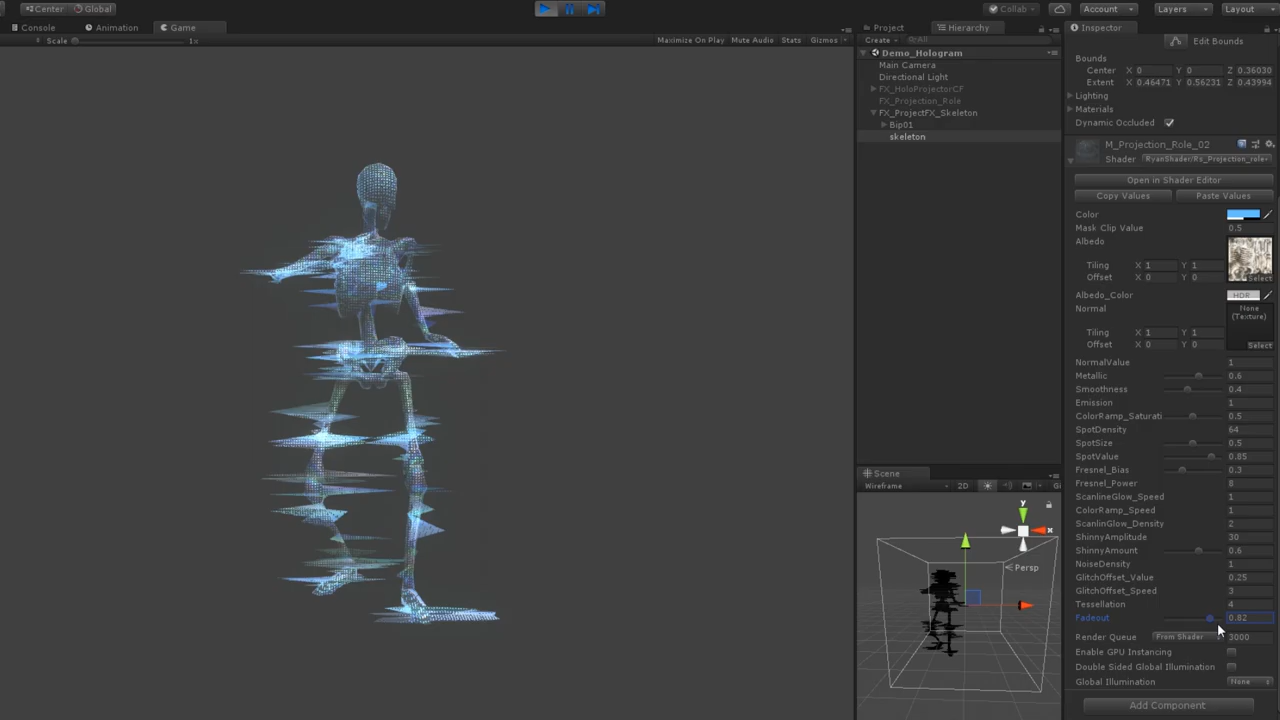 Center
Global
Collab
Account
Layers
Layout
Console
Animation
Game
Scale
1x
Maximize On Play
Mute Audio
Stats
Gizmos
Project
Hierarchy
Create
All
Demo_Hologram
Main Camera
Directional Light
FX_HoloProjectorCF
FX_Projection_Role
FX_ProjectFX_Skeleton
Bip01
skeleton
Scene
Wireframe
2D
Gi
y
x
Persp
Inspector
Edit Bounds
Bounds
Center X 0 Y 0 Z 0.36030
Extent X 0.46471 Y 0.56231 Z 0.43994
Lighting
Materials
Dynamic Occluded
M_Projection_Role_02
Shader RyanShader/Rs_Projection_role
Open in Shader Editor
Copy Values Paste Values
Color
Mask Clip Value 0.5
Albedo
Tiling X 1 Y 1
Offset X 0 Y 0
Select
Albedo_Color HDR
Normal
None
(Texture)
Tiling X 1 Y 1
Offset X 0 Y 0
Select
NormalValue 1
Metallic 0.6
Smoothness 0.4
Emission 1
ColorRamp_Saturati 0.5
SpotDensity 64
SpotSize 0.5
SpotValue 0.85
Fresnel_Bias 0.3
Fresnel_Power 8
ScanlineGlow_Speed 1
ColorRamp_Speed 1
ScanlinGlow_Density 2
ShinnyAmplitude 30
ShinnyAmount 0.6
NoiseDensity 1
GlitchOffset_Value 0.25
GlitchOffset_Speed 3
Tessellation 4
Fadeout 0.82
Render Queue From Shader 3000
Enable GPU Instancing
Double Sided Global Illumination
Global Illumination None
Add Component